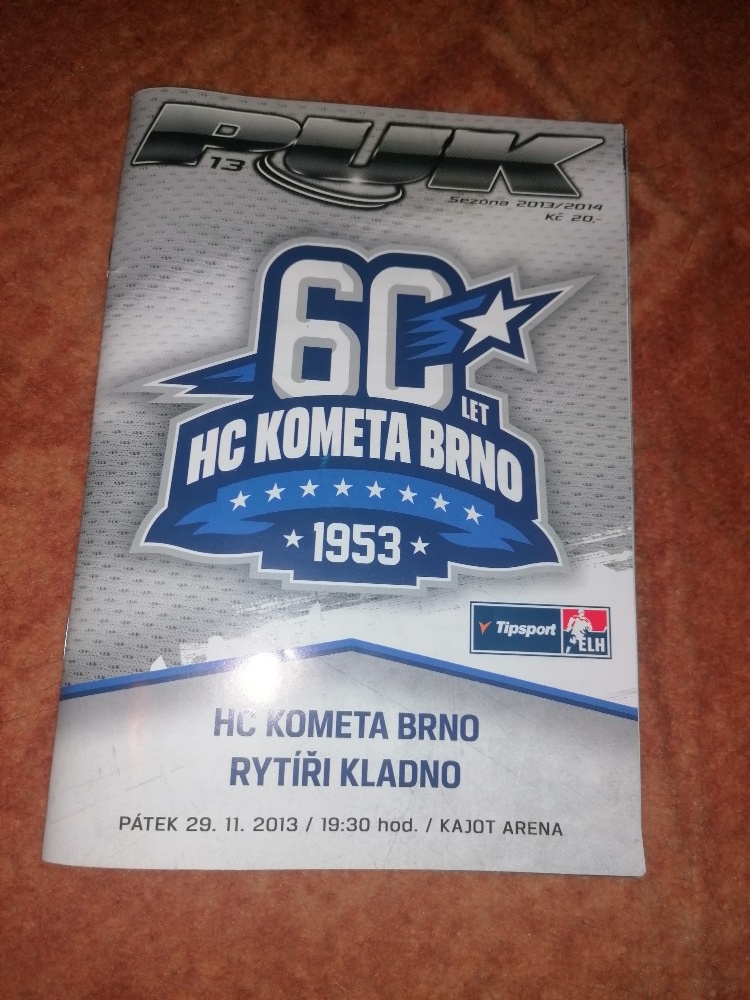 PUK
13
Sezóna 2013/2014
Kč 20,-
60
LET
HC KOMETA BRNO
1953
Tipsport
ELH
HC KOMETA BRNO
RYTÍŘI KLADNO
PÁTEK 29. 11. 2013 / 19:30 hod. / KAJOT ARENA